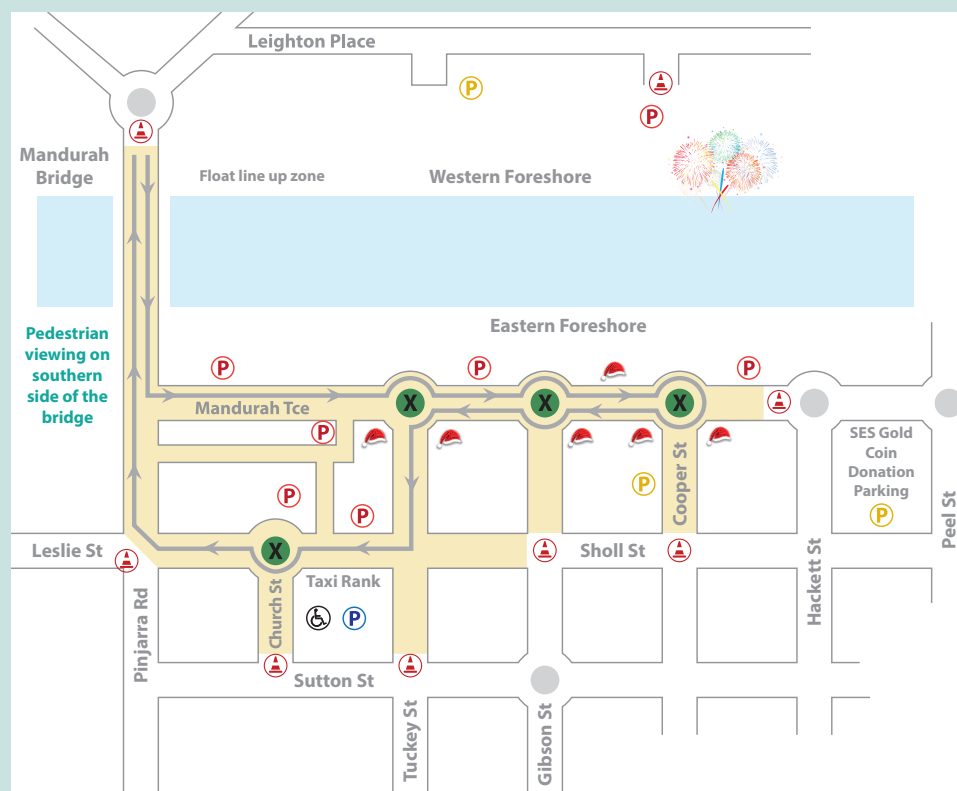 Leighton Place
P
P
Mandurah
Bridge
Float line up zone
Western Foreshore
Eastern Foreshore
Pedestrian
viewing on
southern
side of the
bridge
P
P
P
Mandurah Tce
X
X
X
P
P
Cooper St
SES Gold
Coin
Donation
Parking
P
Peel St
P
P
Leslie St
X
Sholl St
Hackett St
Taxi Rank
Church St
P
Pinjarra Rd
Sutton St
Tuckey St
Gibson St